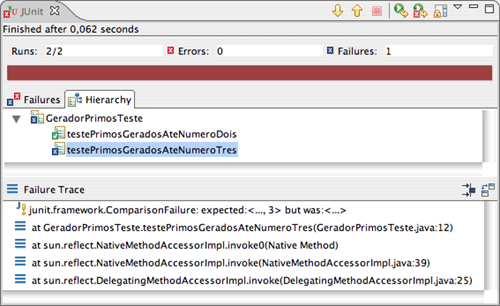 JUnit
Finished after 0,062 seconds
Runs: 2/2 Errors: 0 Failures: 1
Failures Hierarchy
GeradorPrimosTeste
testePrimosGeradosAteNumeroDois
testePrimosGeradosAteNumeroTres
Failure Trace
junit.framework.ComparisonFailure: expected:<..., 3> but was:<...>
at GeradorPrimosTeste.testePrimosGeradosAteNumeroTres(GeradorPrimosTeste.java:12)
at sun.reflect.NativeMethodAccessorImpl.invoke0(Native Method)
at sun.reflect.NativeMethodAccessorImpl.invoke(NativeMethodAccessorImpl.java:39)
at sun.reflect.DelegatingMethodAccessorImpl.invoke(DelegatingMethodAccessorImpl.java:25)